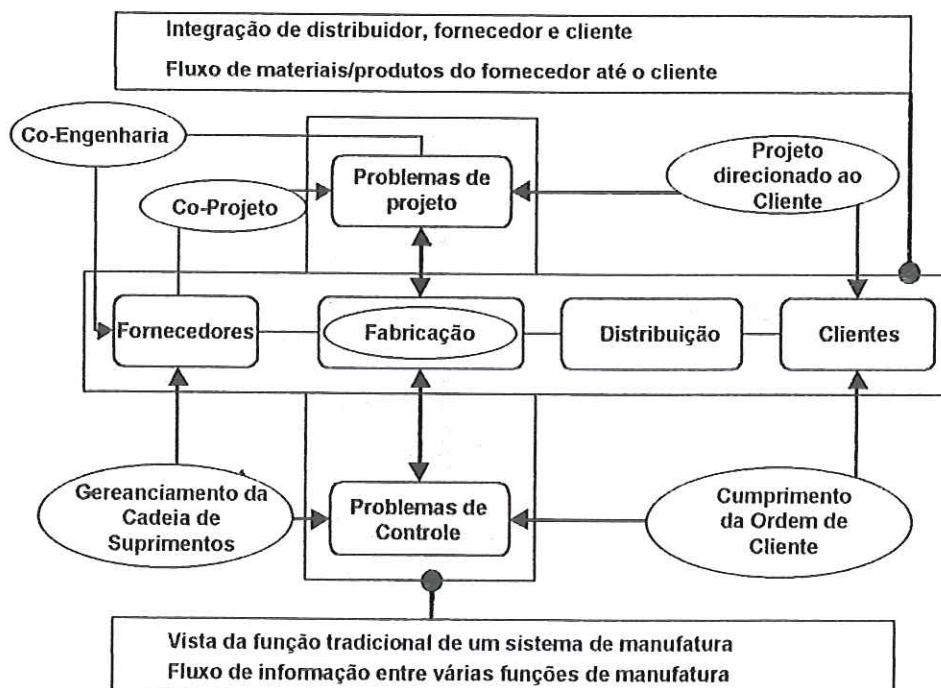 Integração de distribuidor, fornecedor e cliente
Fluxo de materiais/produtos do fornecedor até o cliente
Co-Engenharia
Problemas de
projeto
Projeto
direcionado ao
Cliente
Co-Projeto
Fornecedores
Fabricação
Distribuição
Clientes
Gereanciamento da
Cadeia de
Suprimentos
Problemas de
Controle
Cumprimento
da Ordem de
Cliente
Vista da função tradicional de um sistema de manufatura
Fluxo de informação entre várias funções de manufatura